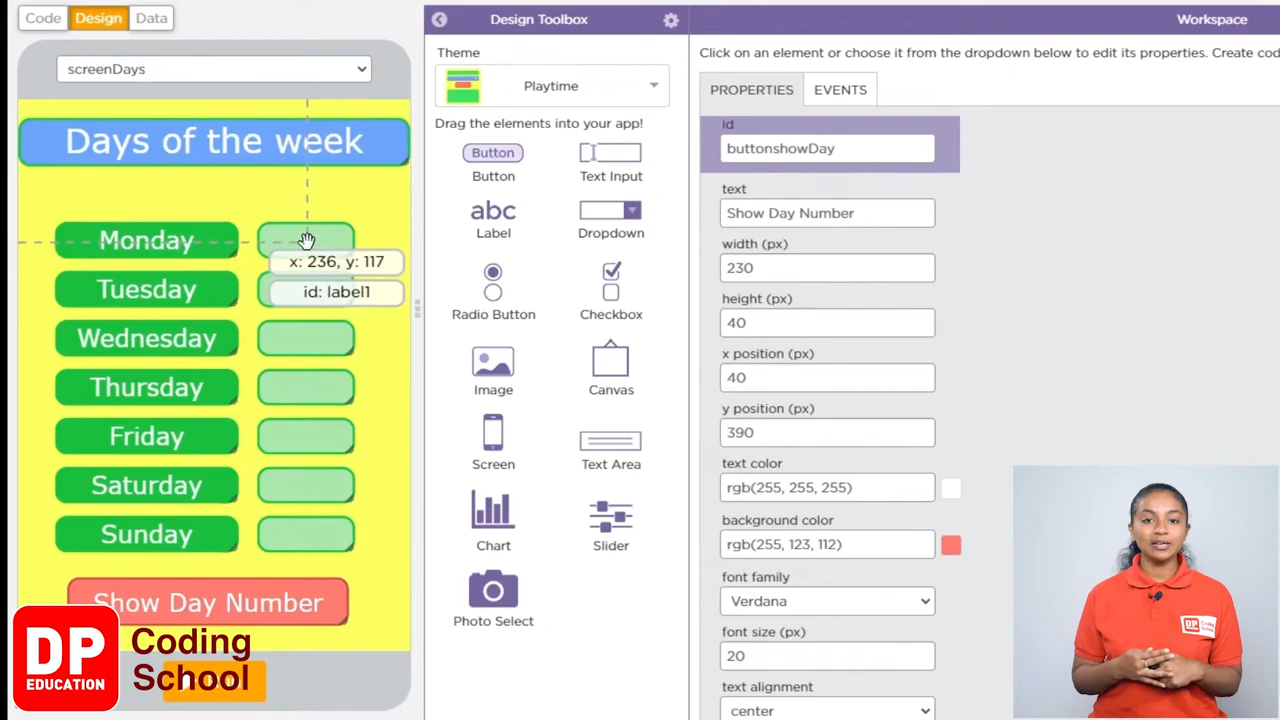 Code Design Data
screenDays
Days of the week
Monday
x: 236, y: 117
Tuesday
id: label1
Wednesday
Thursday
Friday
Saturday
Sunday
Show Day Number
DP
EDUCATION
Coding
School
Design Toolbox
Theme
Playtime
Drag the elements into your app!
Button
Button
Text Input
abc
Label
Dropdown
Radio Button
Checkbox
Image
Canvas
Screen
Text Area
Chart
Slider
Photo Select
Workspace
Click on an element or choose it from the dropdown below to edit its properties. Create cod
PROPERTIES EVENTS
id
buttonshowDay
text
Show Day Number
width (px)
230
height (px)
40
x position (px)
40
y position (px)
390
text color
rgb(255, 255, 255)
background color
rgb(255, 123, 112)
font family
Verdana
font size (px)
20
text alignment
center
DP Coding
School